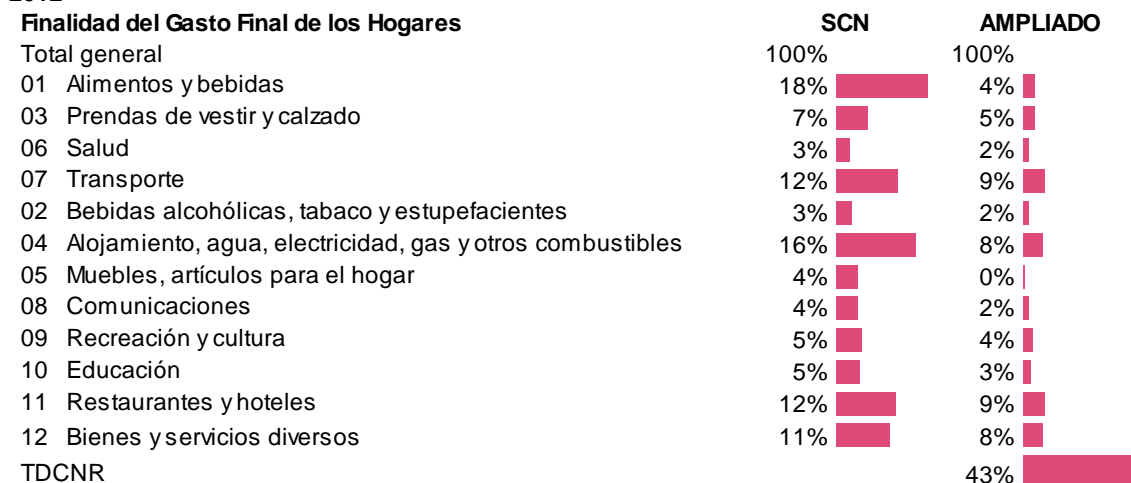 Finalidad del Gasto Final de los Hogares SCN AMPLIADO
Total general 100% 100%
01 Alimentos y bebidas 18% 4%
03 Prendas de vestir y calzado 7% 5%
06 Salud 3% 2%
07 Transporte 12% 9%
02 Bebidas alcohólicas, tabaco y estupefacientes 3% 2%
04 Alojamiento, agua, electricidad, gas y otros combustibles 16% 8%
05 Muebles, artículos para el hogar 4% 0%
08 Comunicaciones 4% 2%
09 Recreación y cultura 5% 4%
10 Educación 5% 3%
11 Restaurantes y hoteles 12% 9%
12 Bienes y servicios diversos 11% 8%
TDCNR 43%